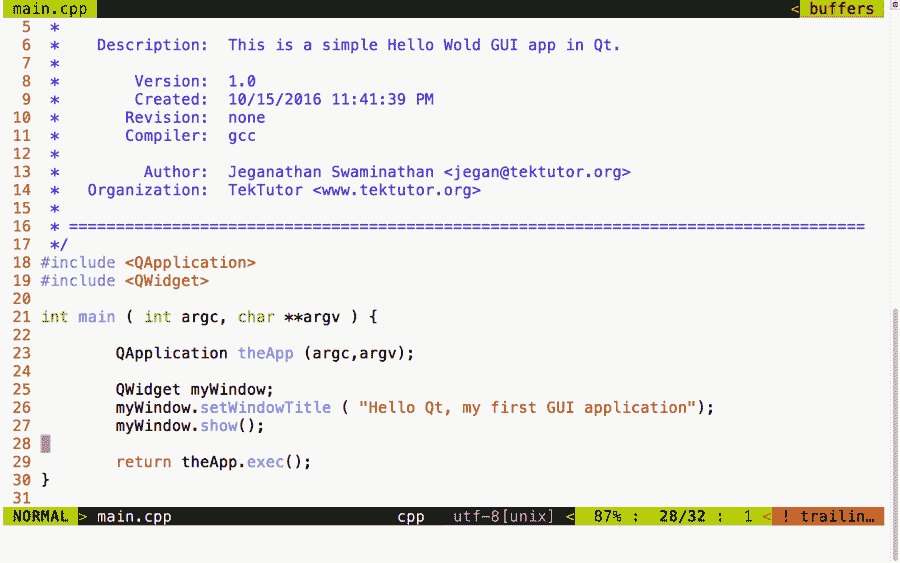 main.cpp < buffers
5 *
6 * Description: This is a simple Hello Wold GUI app in Qt.
7 *
8 * Version: 1.0
9 * Created: 10/15/2016 11:41:39 PM
10 * Revision: none
11 * Compiler: gcc
12 *
13 * Author: Jeganathan Swaminathan <jegan@tektutor.org>
14 * Organization: TekTutor <www.tektutor.org>
15 *
16 * =====================================================================================
17 */
18 #include <QApplication>
19 #include <QWidget>
20
21 int main ( int argc, char **argv ) {
22
23 QApplication theApp (argc,argv);
24
25 QWidget myWindow;
26 myWindow.setWindowTitle ( "Hello Qt, my first GUI application");
27 myWindow.show();
28
29 return theApp.exec();
30 }
31
NORMAL > main.cpp cpp utf-8[unix] < 87% : 28/32 : 1 < ! trailin…